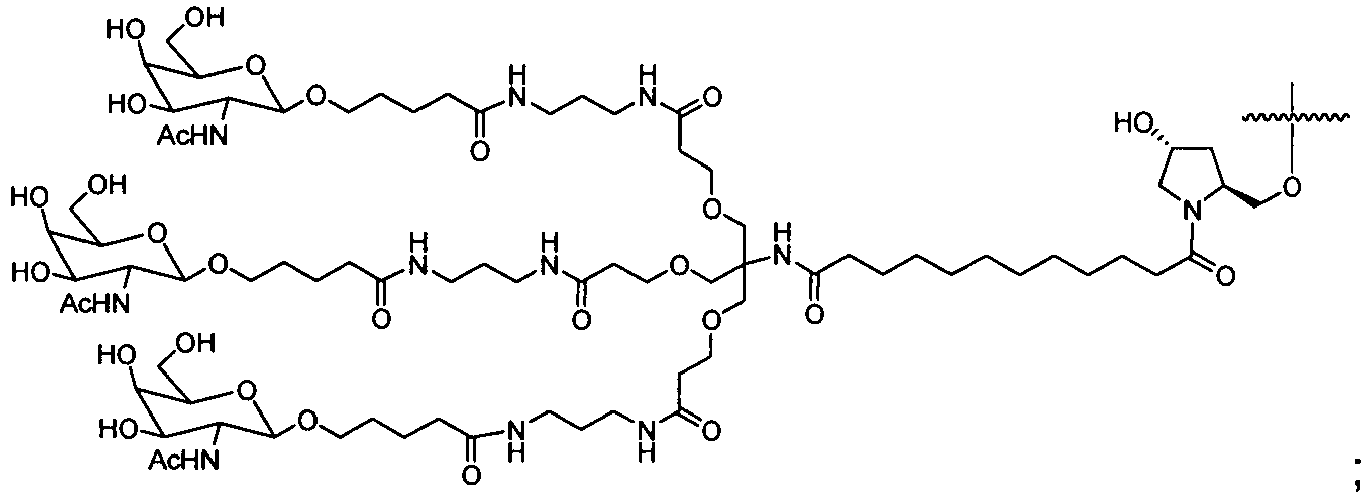 OH
HO
O H H
HO O N N O
HO
AcHN
O
OH O
HO
O N
O H
H H N
HO O N N O
O
AcHN
O O O O
OH
HO
O
HO O N N O
H H
AcHN
O ;